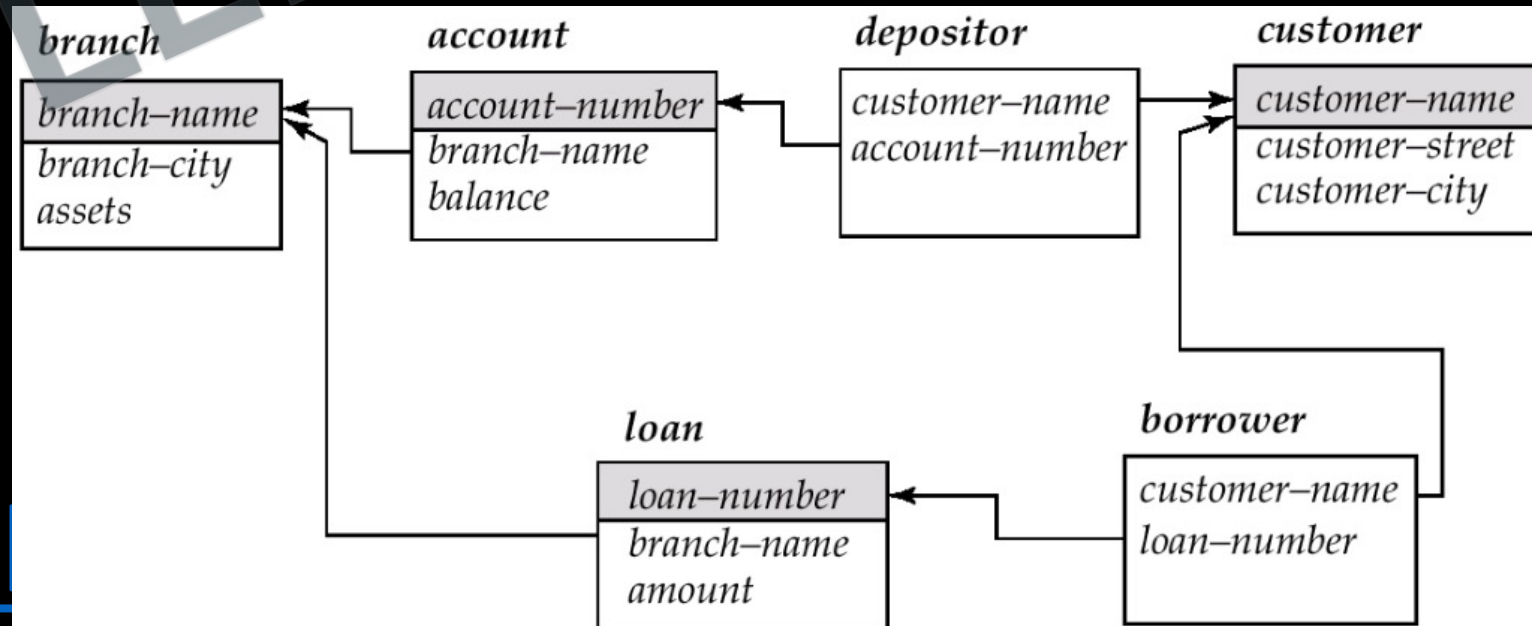 branch
branch–name
branch–city
assets
account
account–number
branch–name
balance
depositor
customer–name
account–number
customer
customer–name
customer–street
customer–city
loan
loan–number
branch–name
amount
borrower
customer–name
loan–number